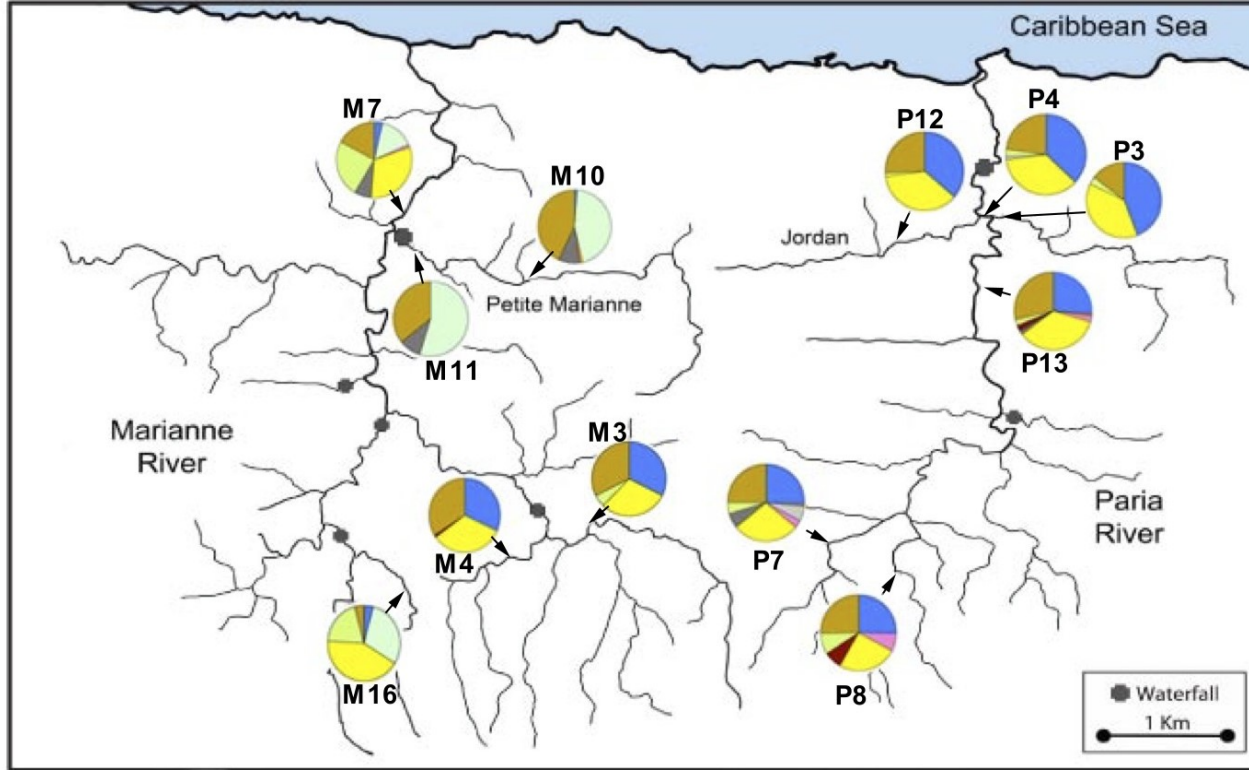 Caribbean Sea
M7
P4
P12
P3
M10
Jordan
Petite Marianne
M11
P13
Marianne
River
M3
Paria
River
M4
P7
M16
P8
Waterfall
1 Km